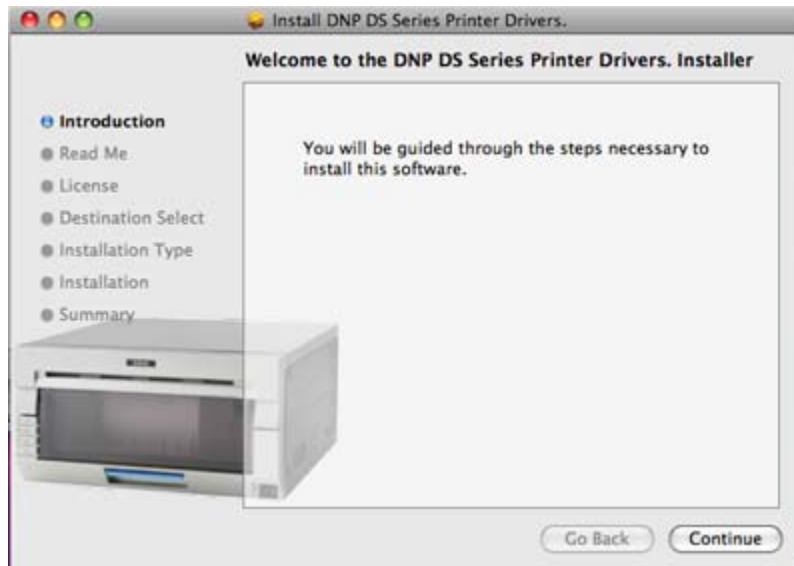 Install DNP DS Series Printer Drivers.
Welcome to the DNP DS Series Printer Drivers. Installer
Introduction
Read Me
License
Destination Select
Installation Type
Installation
Summary
You will be guided through the steps necessary to
install this software.
Go Back
Continue